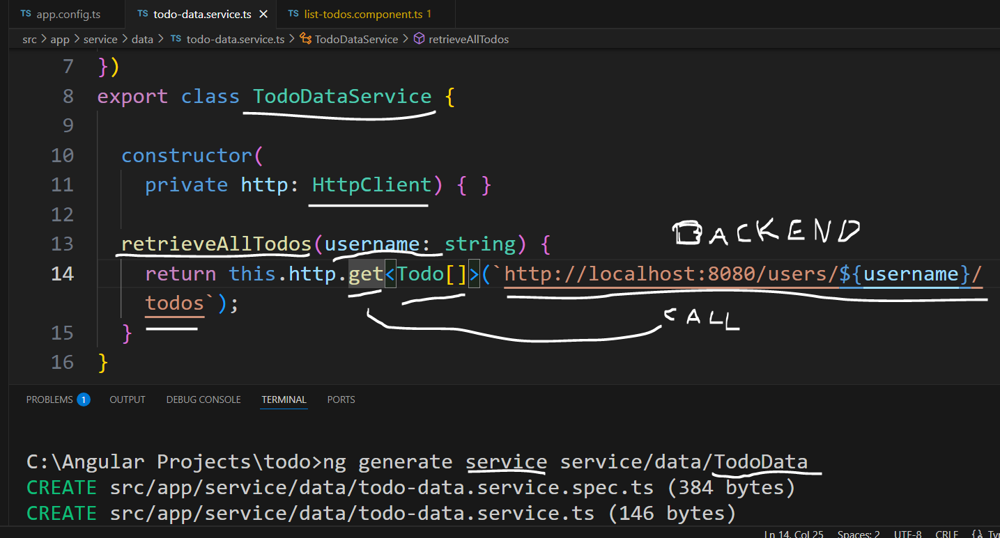 TS app.config.ts TS todo-data.service.ts × TS list-todos.component.ts 1
src > app > service > data > TS todo-data.service.ts > TodoDataService > retrieveAllTodos
7 })
8 export class TodoDataService {
9
10 constructor(
11 private http: HttpClient) { }
12
BACKEND
13 retrieveAllTodos(username: string) {
14 return this.http.get<Todo[]>(`http://localhost:8080/users/${username}/
todos`);
CALL
15 }
16 }
PROBLEMS 1 OUTPUT DEBUG CONSOLE TERMINAL PORTS
C:\Angular Projects\todo>ng generate service service/data/TodoData
CREATE src/app/service/data/todo-data.service.spec.ts (384 bytes)
CREATE src/app/service/data/todo-data.service.ts (146 bytes)
Ln 14, Col 25 Spaces: 2 UTF-8 CRLF {}